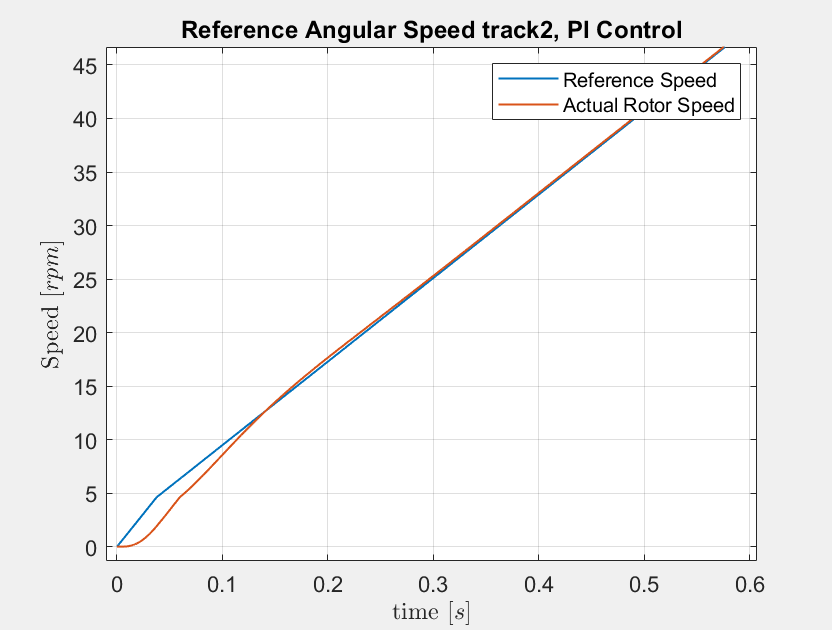 Reference Angular Speed track2, PI Control
Reference Speed
Actual Rotor Speed
45
40
35
30
25
20
15
10
5
0
Speed [rpm]
0 0.1 0.2 0.3 0.4 0.5 0.6
time [s]